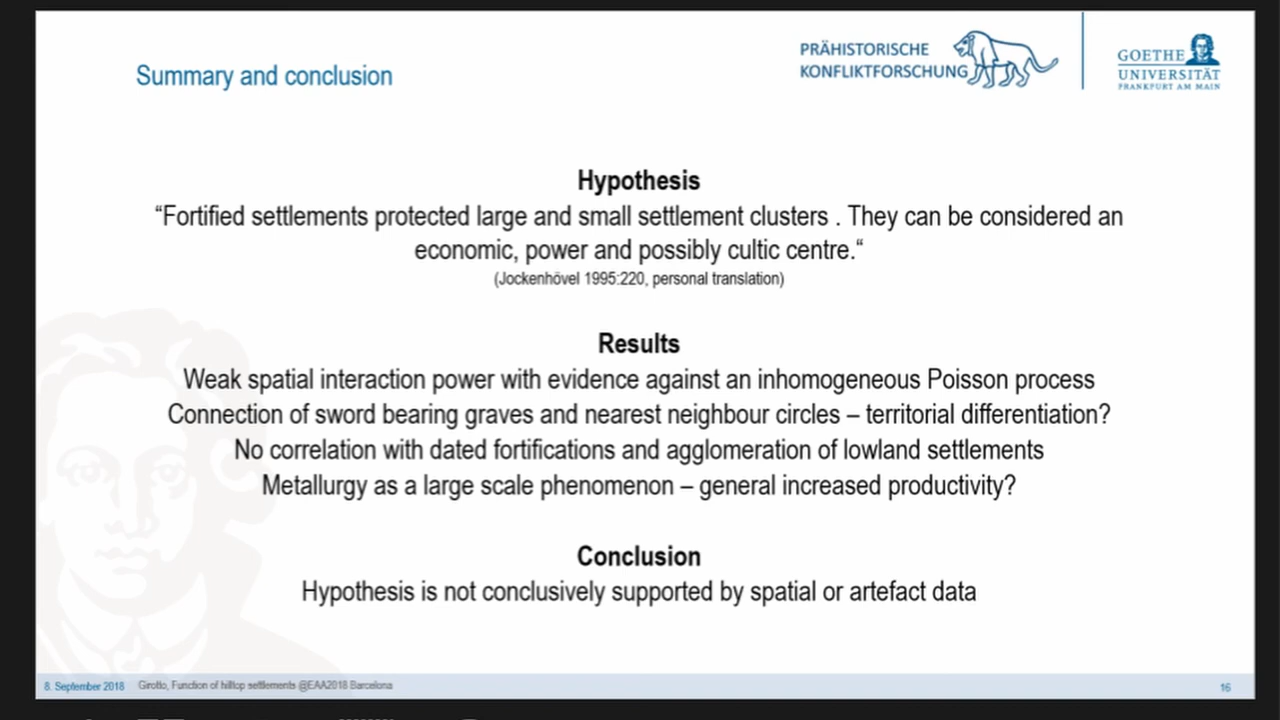 Summary and conclusion
PRÄHISTORISCHE
KONFLIKTFORSCHUNG
GOETHE
UNIVERSITÄT
FRANKFURT AM MAIN
Hypothesis
“Fortified settlements protected large and small settlement clusters . They can be considered an
economic, power and possibly cultic centre.“
(Jockenhövel 1995:220, personal translation)
Results
Weak spatial interaction power with evidence against an inhomogeneous Poisson process
Connection of sword bearing graves and nearest neighbour circles – territorial differentiation?
No correlation with dated fortifications and agglomeration of lowland settlements
Metallurgy as a large scale phenomenon – general increased productivity?
Conclusion
Hypothesis is not conclusively supported by spatial or artefact data
8. September 2018 Girotto, Function of hilltop settlements @EAA2018 Barcelona 16